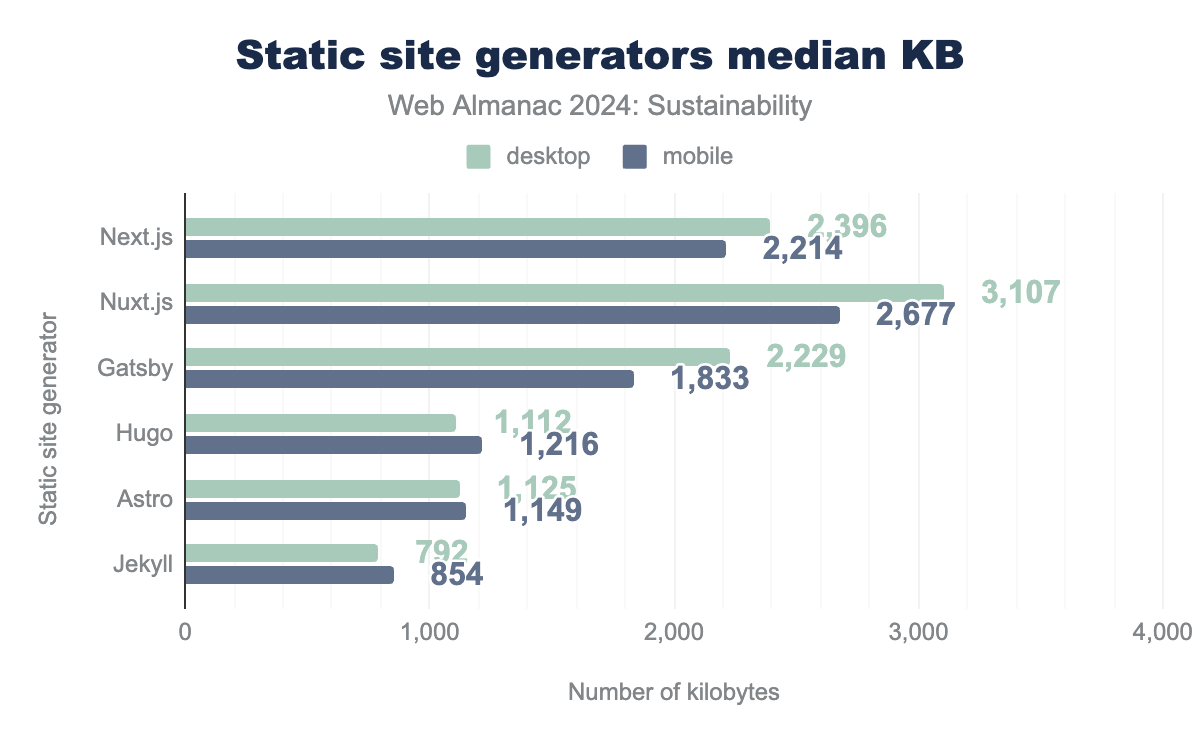 Static site generators median KB
Web Almanac 2024: Sustainability
desktop mobile
Static site generator
Next.js 2,396
2,214
Nuxt.js 3,107
2,677
Gatsby 2,229
1,833
Hugo 1,112
1,216
Astro 1,125
1,149
Jekyll 792
854
0 1,000 2,000 3,000 4,000
Number of kilobytes